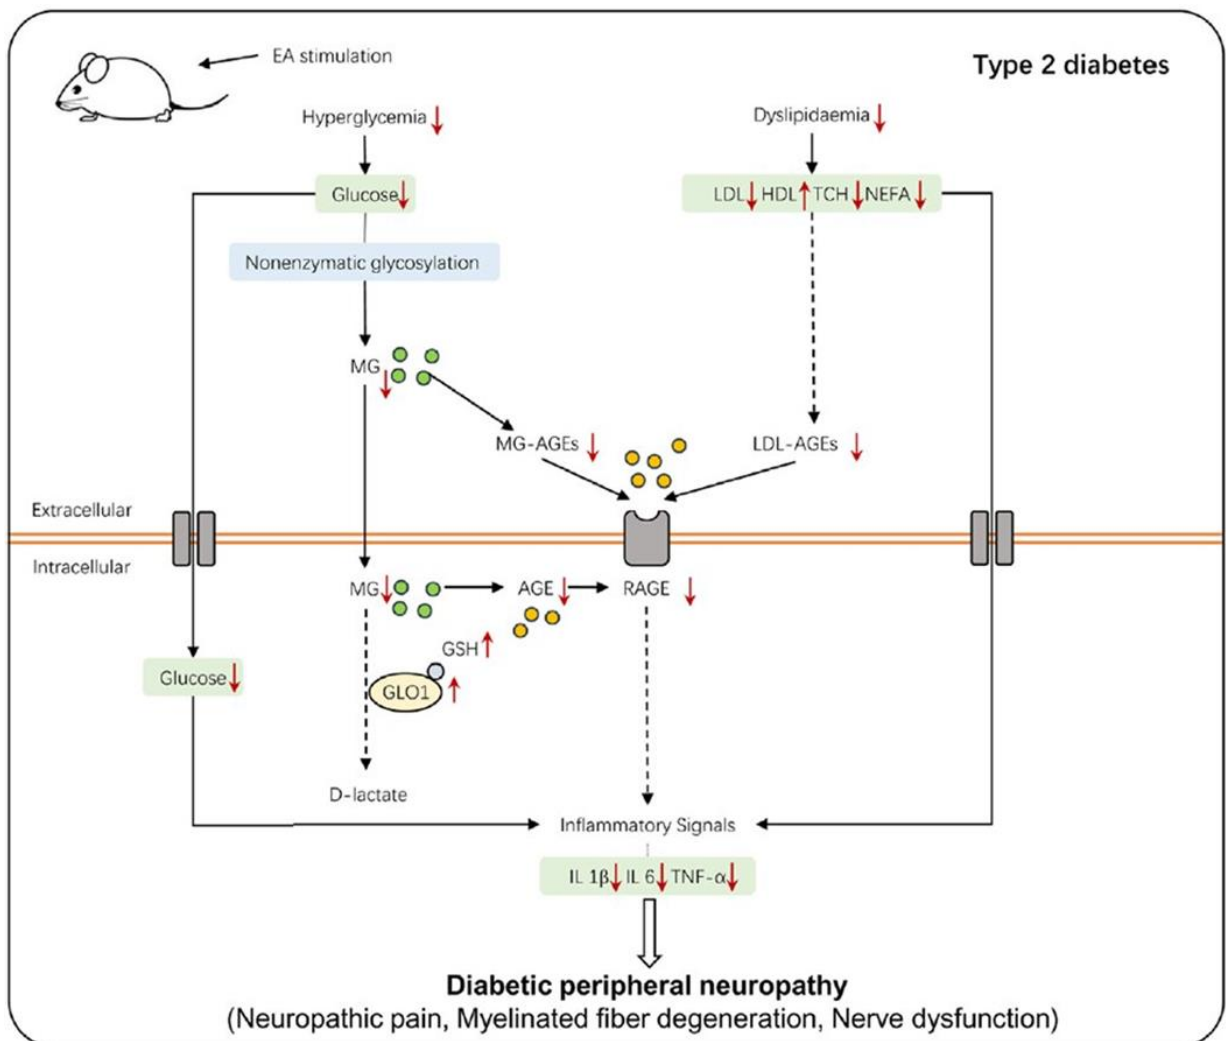 EA stimulation
Type 2 diabetes
Hyperglycemia
Dyslipidaemia
Glucose
LDL HDL TCH NEFA
Nonenzymatic glycosylation
MG
MG-AGEs
LDL-AGEs
Extracellular
Intracellular
MG
AGE
RAGE
GSH
Glucose
GLO1
D-lactate
Inflammatory Signals
IL 1β IL 6 TNF-α
Diabetic peripheral neuropathy
(Neuropathic pain, Myelinated fiber degeneration, Nerve dysfunction)